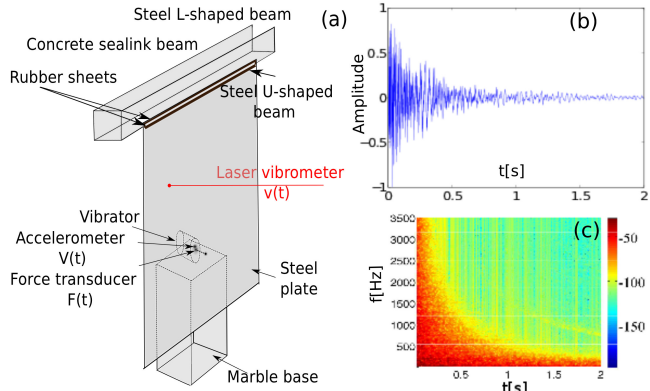 Steel L-shaped beam
(a)
Concrete sealink beam
Rubber sheets
Steel U-shaped
beam
Laser vibrometer
v(t)
Vibrator
Accelerometer
V(t)
Force transducer
F(t)
Steel
plate
Marble base
(b)
Amplitude
1
0.5
0
-0.5
-1
0
0.5
1
1.5
2
t[s]
(c)
f[Hz]
3500
3000
2500
2000
1500
1000
500
0.5
1
1.5
2
t[s]
-50
-100
-150